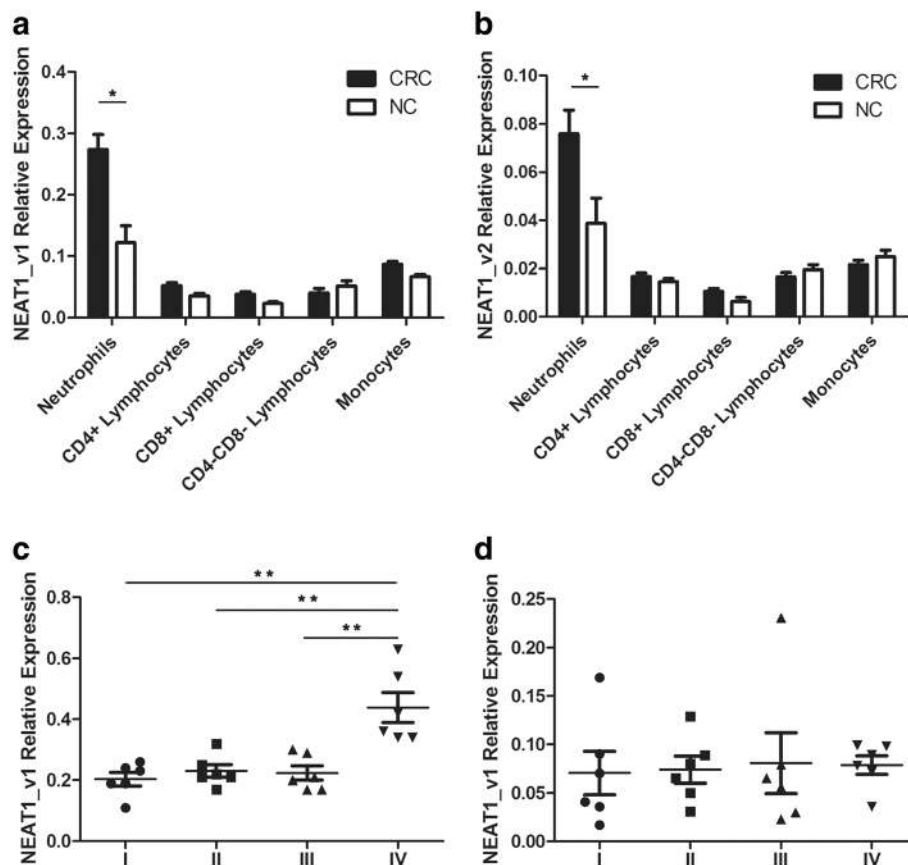 a
NEAT1_v1 Relative Expression
0.4
0.3
0.2
0.1
0.0
*
CRC
NC
Neutrophils
CD4+ Lymphocytes
CD8+ Lymphocytes
CD4-CD8- Lymphocytes
Monocytes
b
NEAT1_v2 Relative Expression
0.10
0.08
0.06
0.04
0.02
0.00
*
CRC
NC
Neutrophils
CD4+ Lymphocytes
CD8+ Lymphocytes
CD4-CD8- Lymphocytes
Monocytes
c
NEAT1_v1 Relative Expression
0.8
0.6
0.4
0.2
0.0
**
**
**
I
II
III
IV
d
NEAT1_v1 Relative Expression
0.25
0.20
0.15
0.10
0.05
0.00
I
II
III
IV